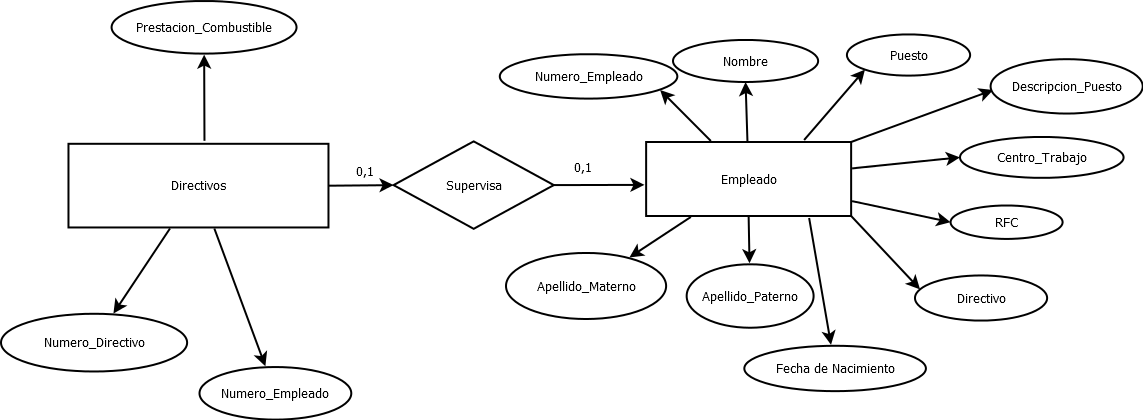 Prestacion_Combustible
Directivos
Numero_Directivo
Numero_Empleado
0,1
Supervisa
0,1
Numero_Empleado
Nombre
Puesto
Descripcion_Puesto
Empleado
Centro_Trabajo
RFC
Directivo
Apellido_Materno
Apellido_Paterno
Fecha de Nacimiento